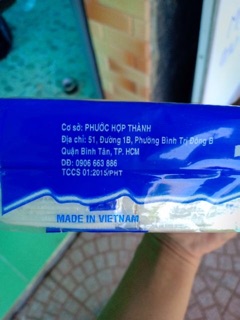 Cơ sở: PHƯỚC HỢP THÀNH
Địa chỉ: 51, Đường 1B, Phường Bình Trị Đông B
Quận Bình Tân, TP. HCM
DĐ: 0906 663 886
TCCS 01:2015/PHT
MADE IN VIETNAM